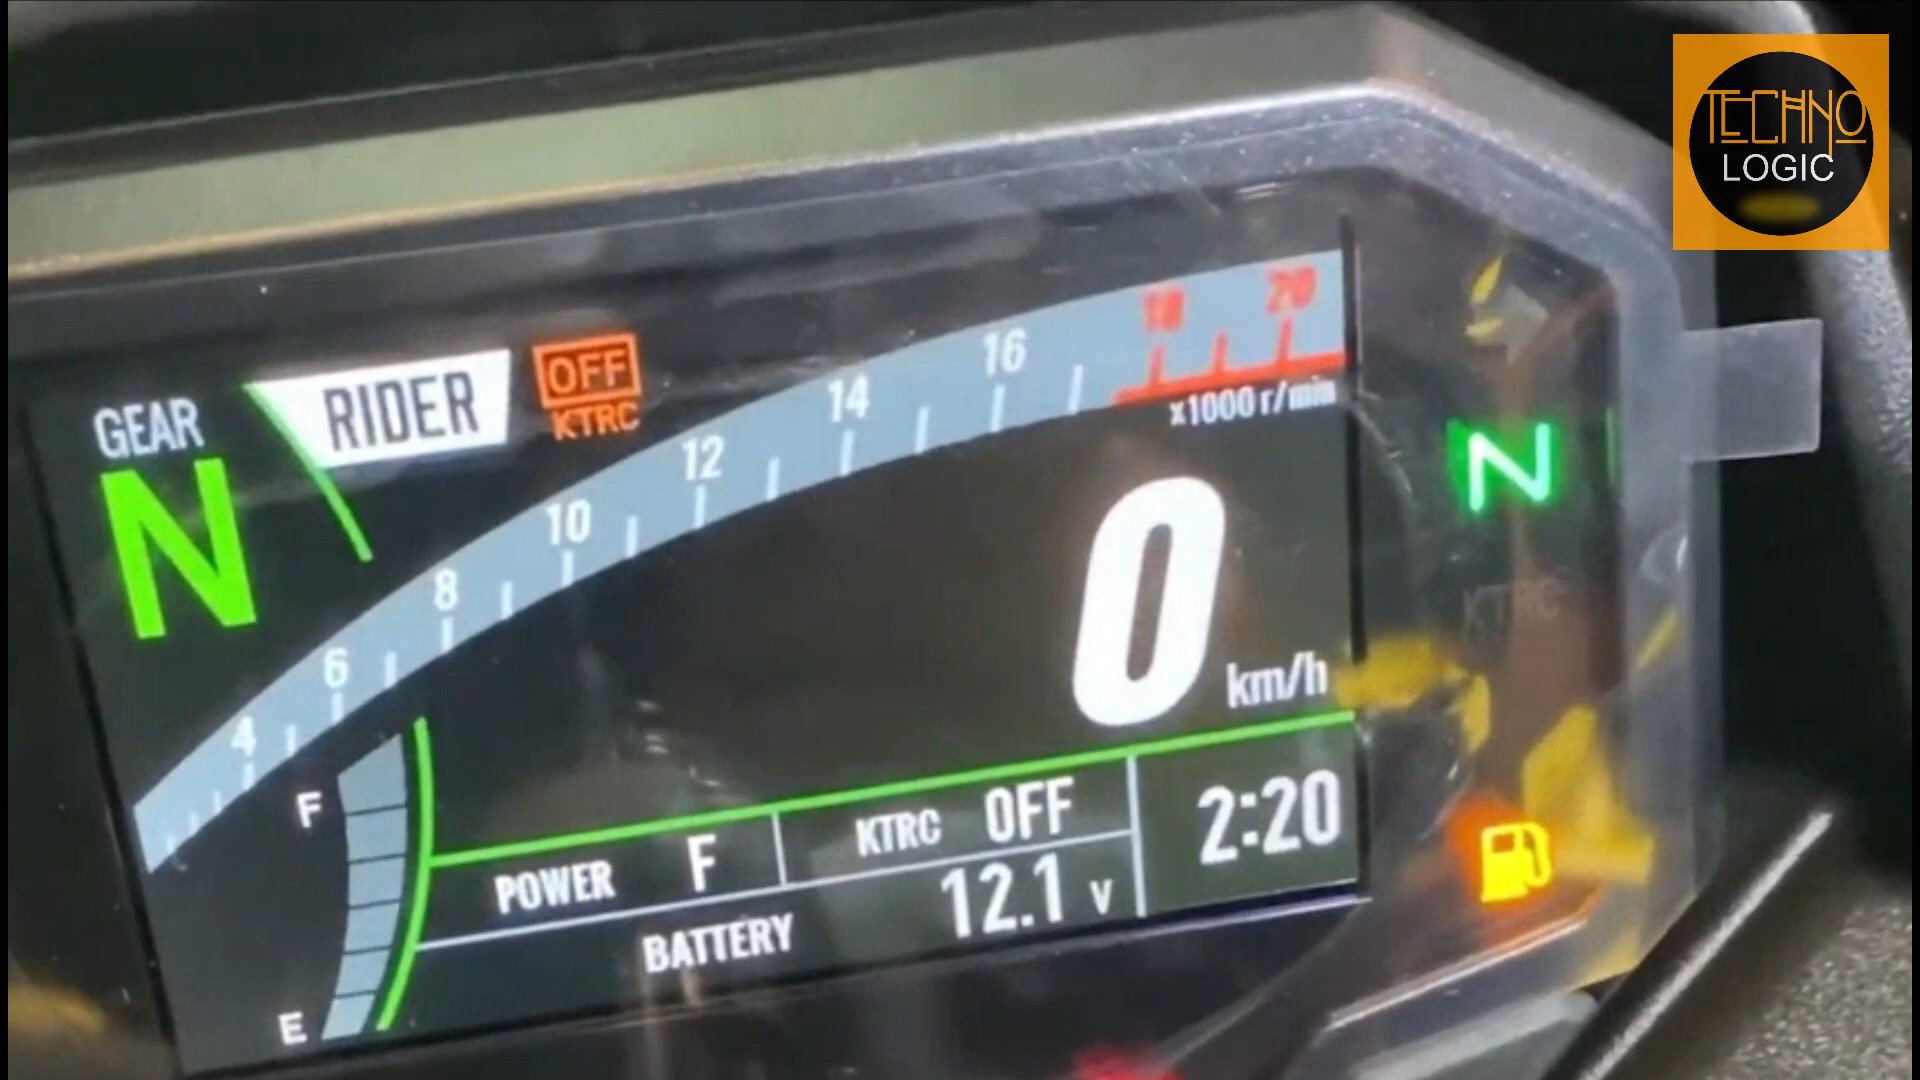 TECHNO
LOGIC
GEAR
N
RIDER
OFF
KTRC
4
6
8
10
12
14
16
18
20
x1000 r/min
N
0
km/h
F
E
POWER F
KTRC OFF
2:20
BATTERY 12.1 V
KTRC